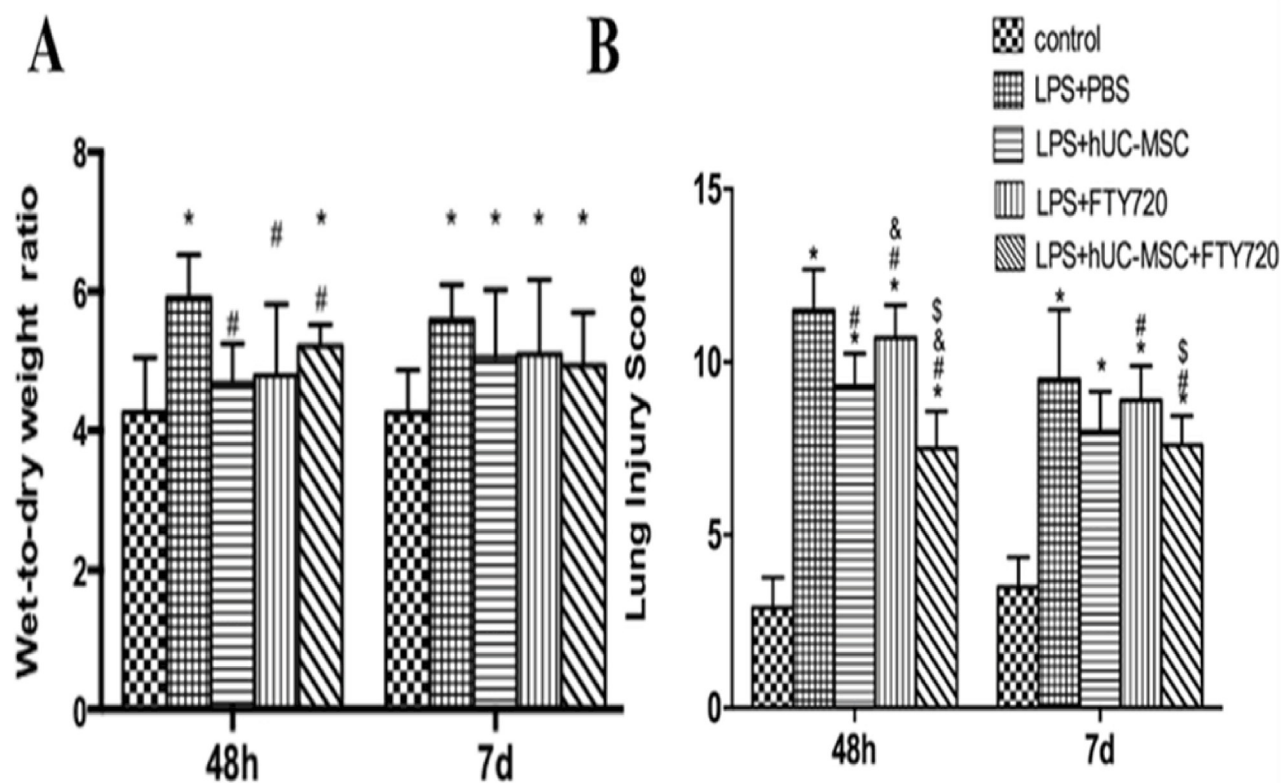 A
B
control
LPS+PBS
LPS+hUC-MSC
LPS+FTY720
LPS+hUC-MSC+FTY720
Wet-to-dry weight ratio
8
6
4
2
0
* # # * #
* * * *
48h
7d
Lung Injury Score
15
10
5
0
* # * & # * $ & # *
* * # * $ # *
48h
7d